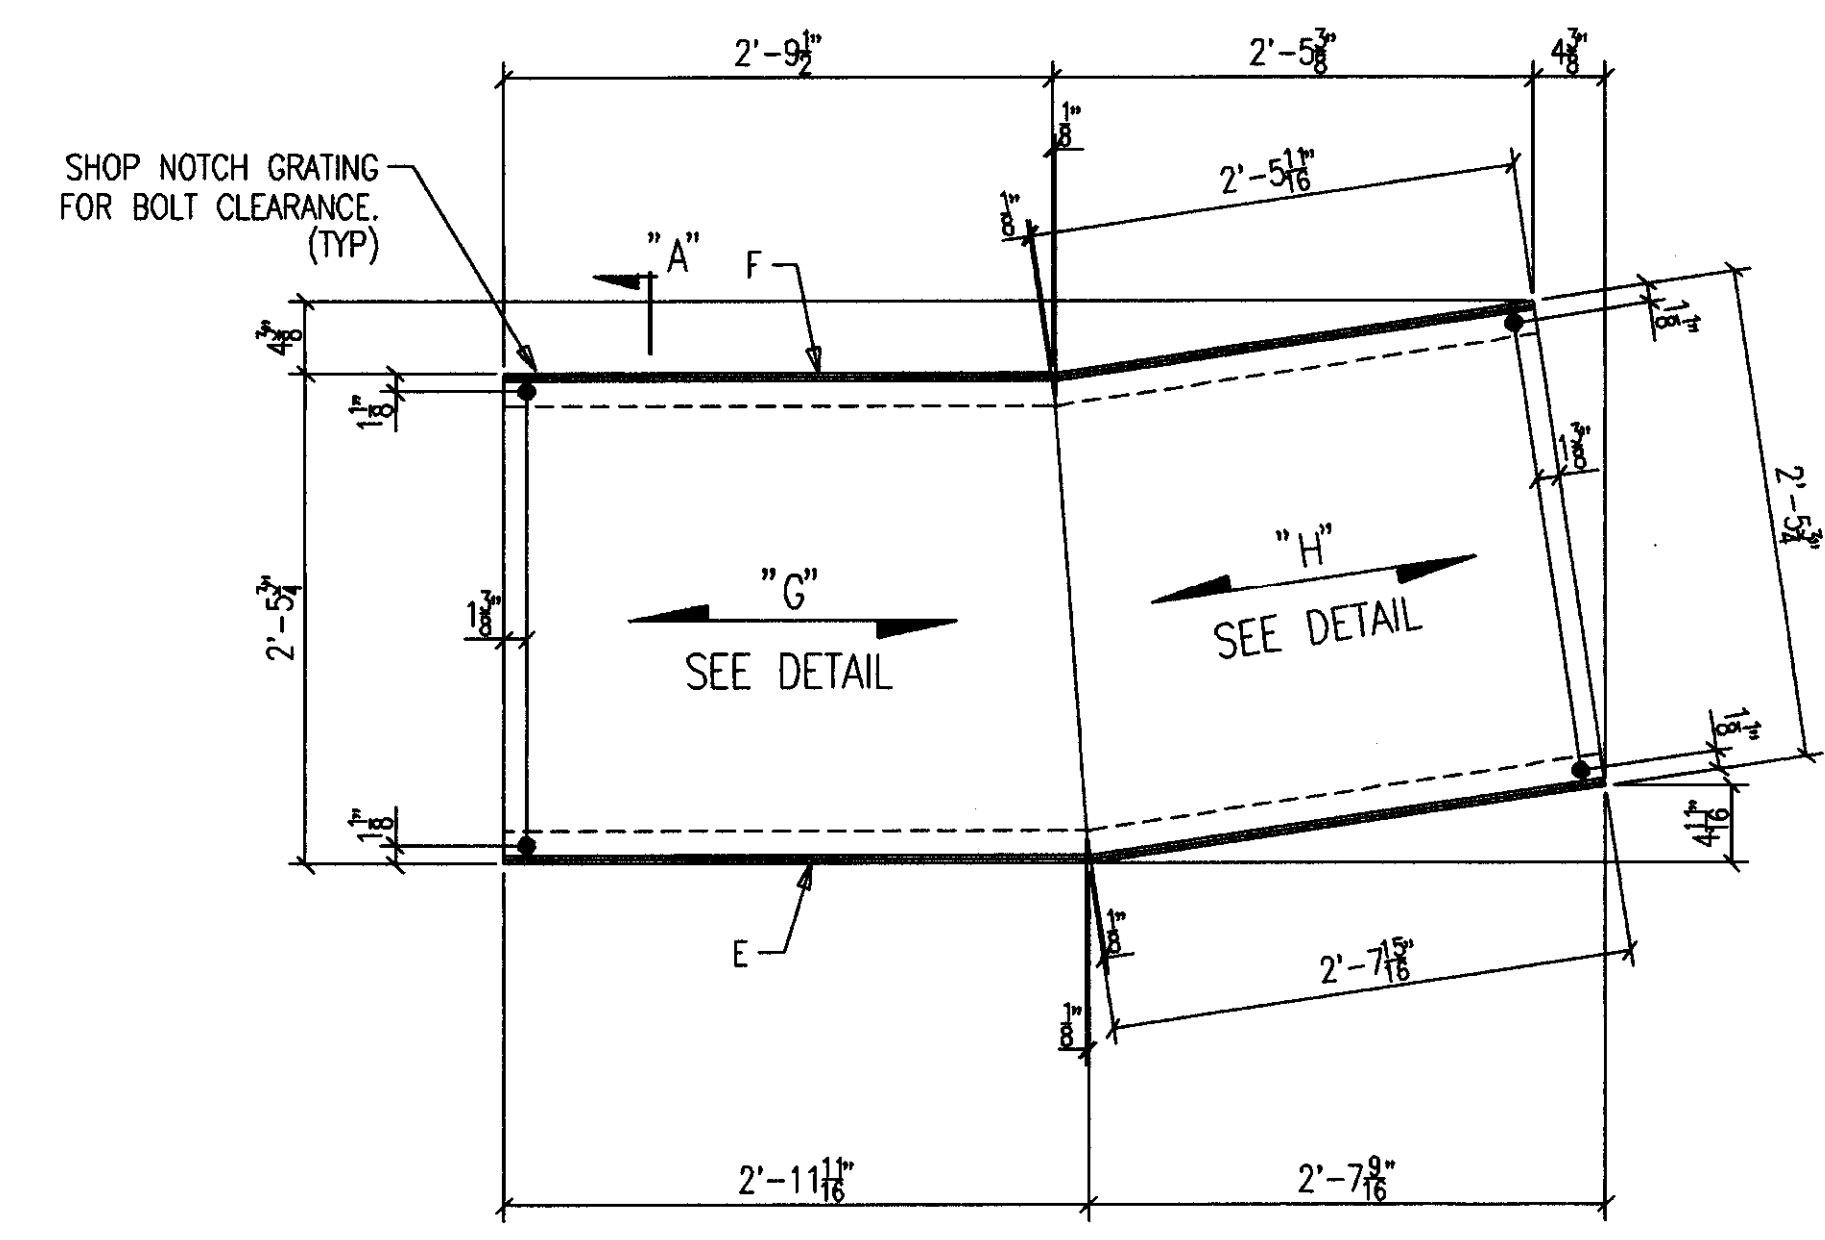 2'-9 1/2"
2'-5 3/8"
4 3/8"
1/8"
2'-5 11/16"
1/8"
SHOP NOTCH GRATING
FOR BOLT CLEARANCE.
(TYP)
"A"
F
4 3/8"
1 1/8"
1 1/8"
1 3/8"
2'-5 3/4"
"H"
SEE DETAIL
"G"
SEE DETAIL
1 3/8"
2'-5 3/4"
1 1/8"
1 1/8"
4 11/16"
E
1/8"
2'-7 15/16"
1/8"
2'-11 11/16"
2'-7 9/16"